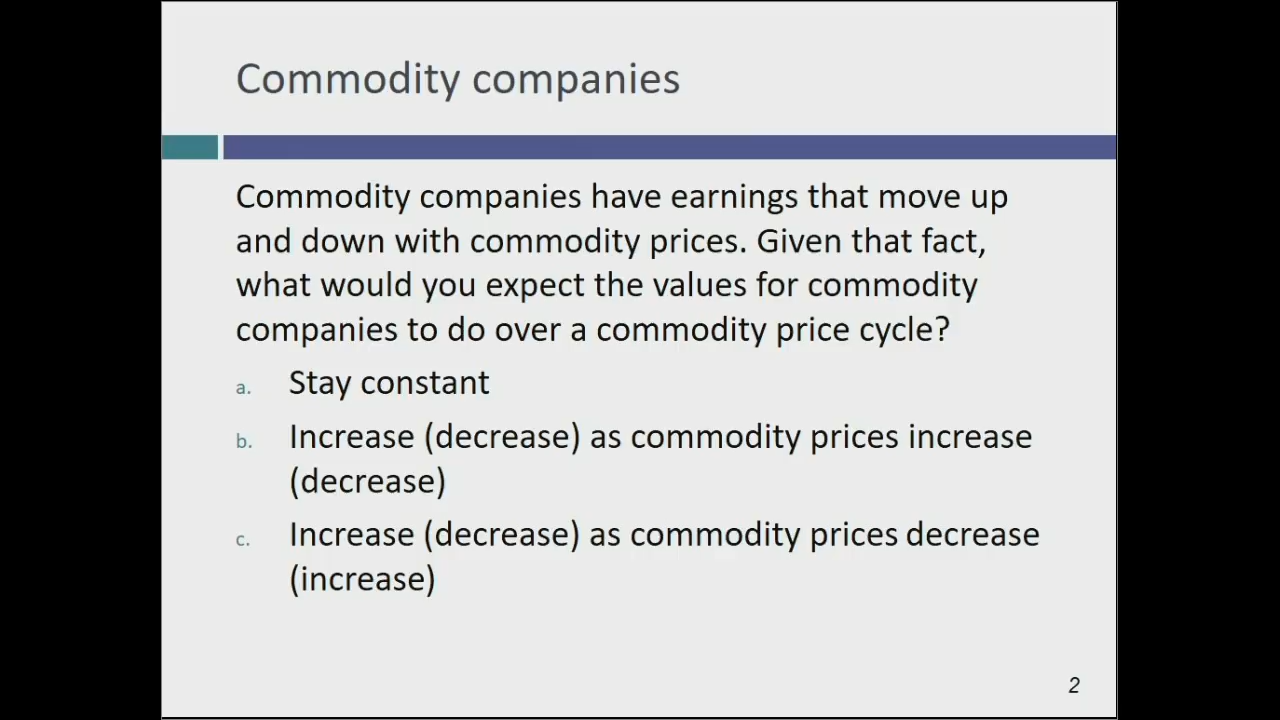 Commodity companies
Commodity companies have earnings that move up
and down with commodity prices. Given that fact,
what would you expect the values for commodity
companies to do over a commodity price cycle?
a. Stay constant
b. Increase (decrease) as commodity prices increase
(decrease)
c. Increase (decrease) as commodity prices decrease
(increase)
2